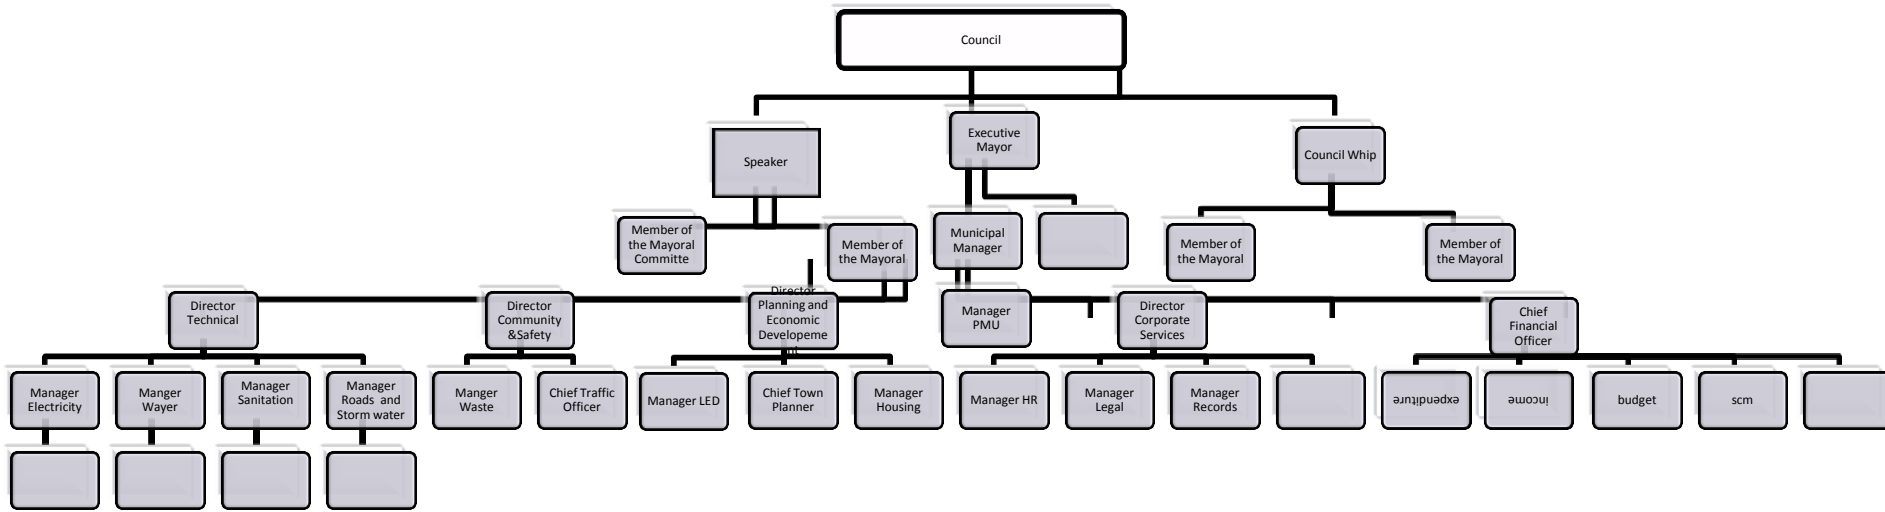 Council
Executive
Mayor
Speaker
Council Whip
Member of
the Mayoral
Committe
Member of
the Mayoral
Municipal
Manager
Member of
the Mayoral
Member of
the Mayoral
Director
Technical
Director
Community
&Safety
Director
Planning and
Economic
Developeme
nt
Manager
PMU
Director
Corporate
Services
Chief
Financial
Officer
Manager
Electricity
Manger
Wayer
Manager
Sanitation
Manager
Roads and
Storm water
Manger
Waste
Chief Traffic
Officer
Manager LED
Chief Town
Planner
Manager
Housing
Manager HR
Manager
Legal
Manager
Records
expenditure
income
budget
scm